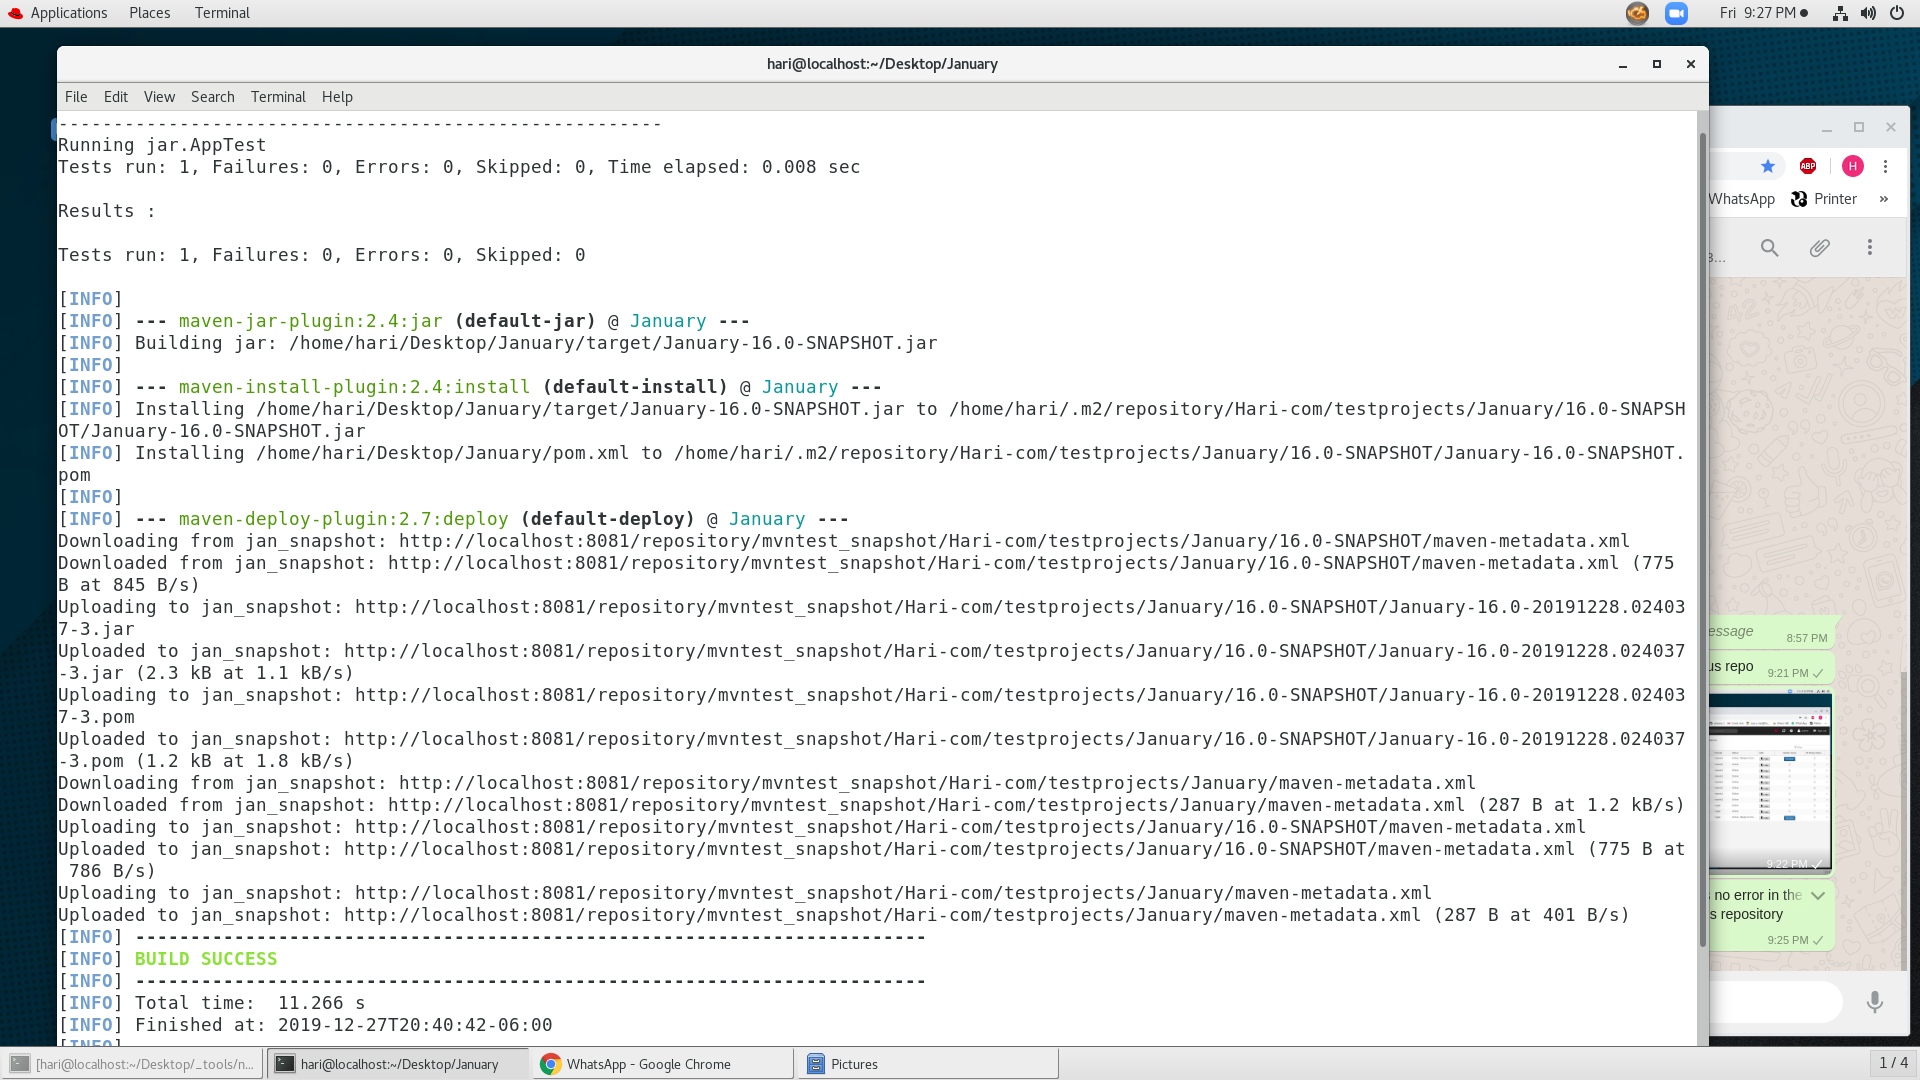 Applications Places Terminal
Fri 9:27 PM
hari@localhost:~/Desktop/January
File Edit View Search Terminal Help
-------------------------------------------------------
Running jar.AppTest
Tests run: 1, Failures: 0, Errors: 0, Skipped: 0, Time elapsed: 0.008 sec
Results :
Tests run: 1, Failures: 0, Errors: 0, Skipped: 0
[INFO]
[INFO] --- maven-jar-plugin:2.4:jar (default-jar) @ January ---
[INFO] Building jar: /home/hari/Desktop/January/target/January-16.0-SNAPSHOT.jar
[INFO]
[INFO] --- maven-install-plugin:2.4:install (default-install) @ January ---
[INFO] Installing /home/hari/Desktop/January/target/January-16.0-SNAPSHOT.jar to /home/hari/.m2/repository/Hari-com/testprojects/January/16.0-SNAPSH
OT/January-16.0-SNAPSHOT.jar
[INFO] Installing /home/hari/Desktop/January/pom.xml to /home/hari/.m2/repository/Hari-com/testprojects/January/16.0-SNAPSHOT/January-16.0-SNAPSHOT.
pom
[INFO]
[INFO] --- maven-deploy-plugin:2.7:deploy (default-deploy) @ January ---
Downloading from jan_snapshot: http://localhost:8081/repository/mvntest_snapshot/Hari-com/testprojects/January/16.0-SNAPSHOT/maven-metadata.xml
Downloaded from jan_snapshot: http://localhost:8081/repository/mvntest_snapshot/Hari-com/testprojects/January/16.0-SNAPSHOT/maven-metadata.xml (775
B at 845 B/s)
Uploading to jan_snapshot: http://localhost:8081/repository/mvntest_snapshot/Hari-com/testprojects/January/16.0-SNAPSHOT/January-16.0-20191228.02403
7-3.jar
Uploaded to jan_snapshot: http://localhost:8081/repository/mvntest_snapshot/Hari-com/testprojects/January/16.0-SNAPSHOT/January-16.0-20191228.024037
-3.jar (2.3 kB at 1.1 kB/s)
Uploading to jan_snapshot: http://localhost:8081/repository/mvntest_snapshot/Hari-com/testprojects/January/16.0-SNAPSHOT/January-16.0-20191228.02403
7-3.pom
Uploaded to jan_snapshot: http://localhost:8081/repository/mvntest_snapshot/Hari-com/testprojects/January/16.0-SNAPSHOT/January-16.0-20191228.024037
-3.pom (1.2 kB at 1.8 kB/s)
Downloading from jan_snapshot: http://localhost:8081/repository/mvntest_snapshot/Hari-com/testprojects/January/maven-metadata.xml
Downloaded from jan_snapshot: http://localhost:8081/repository/mvntest_snapshot/Hari-com/testprojects/January/maven-metadata.xml (287 B at 1.2 kB/s)
Uploading to jan_snapshot: http://localhost:8081/repository/mvntest_snapshot/Hari-com/testprojects/January/16.0-SNAPSHOT/maven-metadata.xml
Uploaded to jan_snapshot: http://localhost:8081/repository/mvntest_snapshot/Hari-com/testprojects/January/16.0-SNAPSHOT/maven-metadata.xml (775 B at
786 B/s)
Uploading to jan_snapshot: http://localhost:8081/repository/mvntest_snapshot/Hari-com/testprojects/January/maven-metadata.xml
Uploaded to jan_snapshot: http://localhost:8081/repository/mvntest_snapshot/Hari-com/testprojects/January/maven-metadata.xml (287 B at 401 B/s)
[INFO] ------------------------------------------------------------------------
[INFO] BUILD SUCCESS
[INFO] ------------------------------------------------------------------------
[INFO] Total time:  11.266 s
[INFO] Finished at: 2019-12-27T20:40:42-06:00
[INFO]
ABP H
WhatsApp Printer »
essage 8:57 PM
us repo 9:21 PM
9:22 PM
no error in the
s repository
9:25 PM
[hari@localhost:~/Desktop/_tools/n...
hari@localhost:~/Desktop/January
WhatsApp - Google Chrome
Pictures
1 / 4